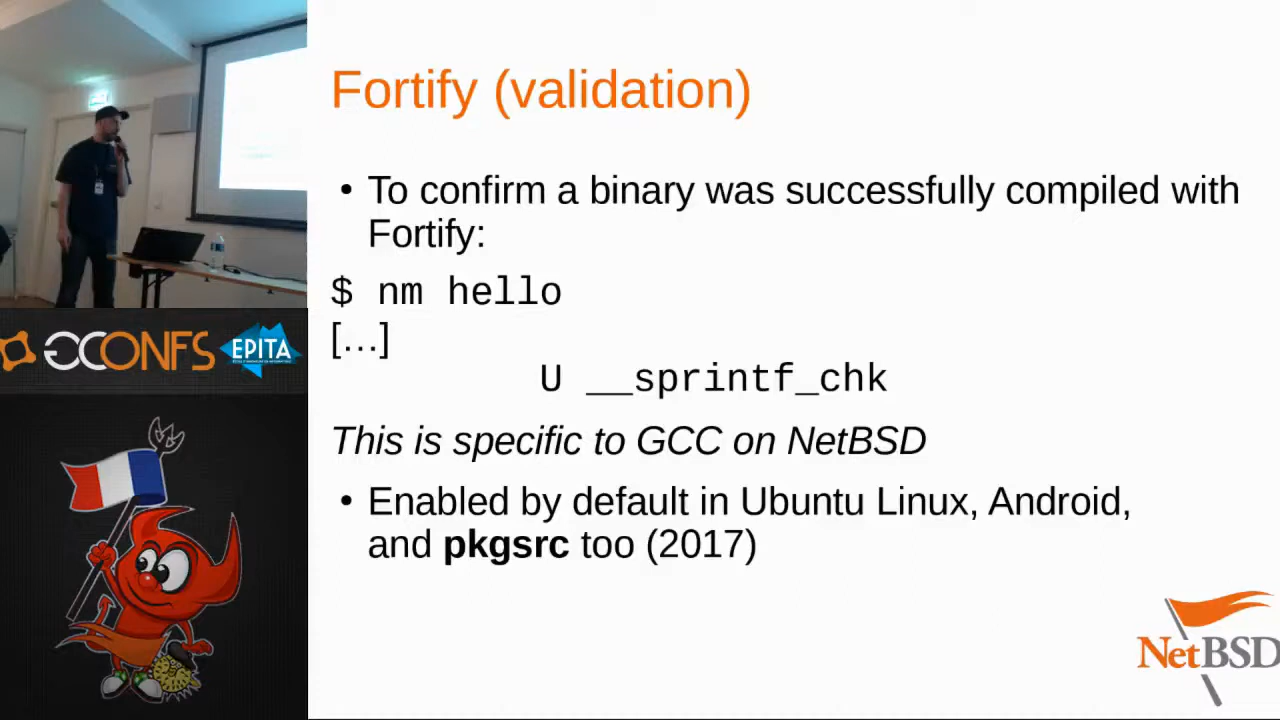 Fortify (validation)
• To confirm a binary was successfully compiled with
Fortify:
$ nm hello
[…]
U __sprintf_chk
This is specific to GCC on NetBSD
• Enabled by default in Ubuntu Linux, Android,
and pkgsrc too (2017)
GCONFS
EPITA
NetBSD